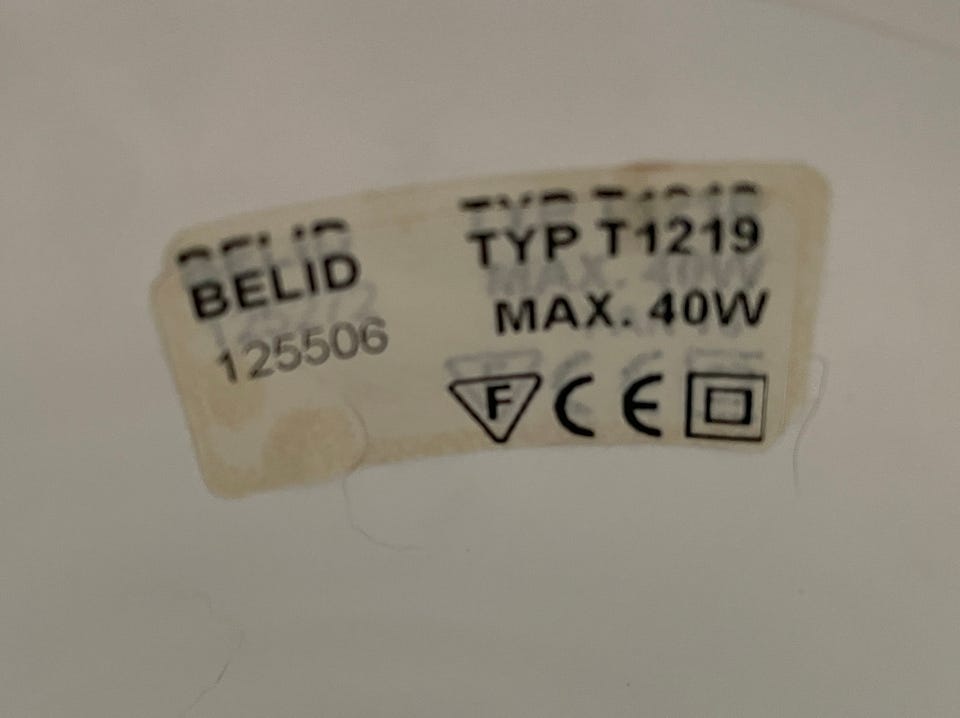 BELID
125506
TYP T1219
MAX. 40W
F CE